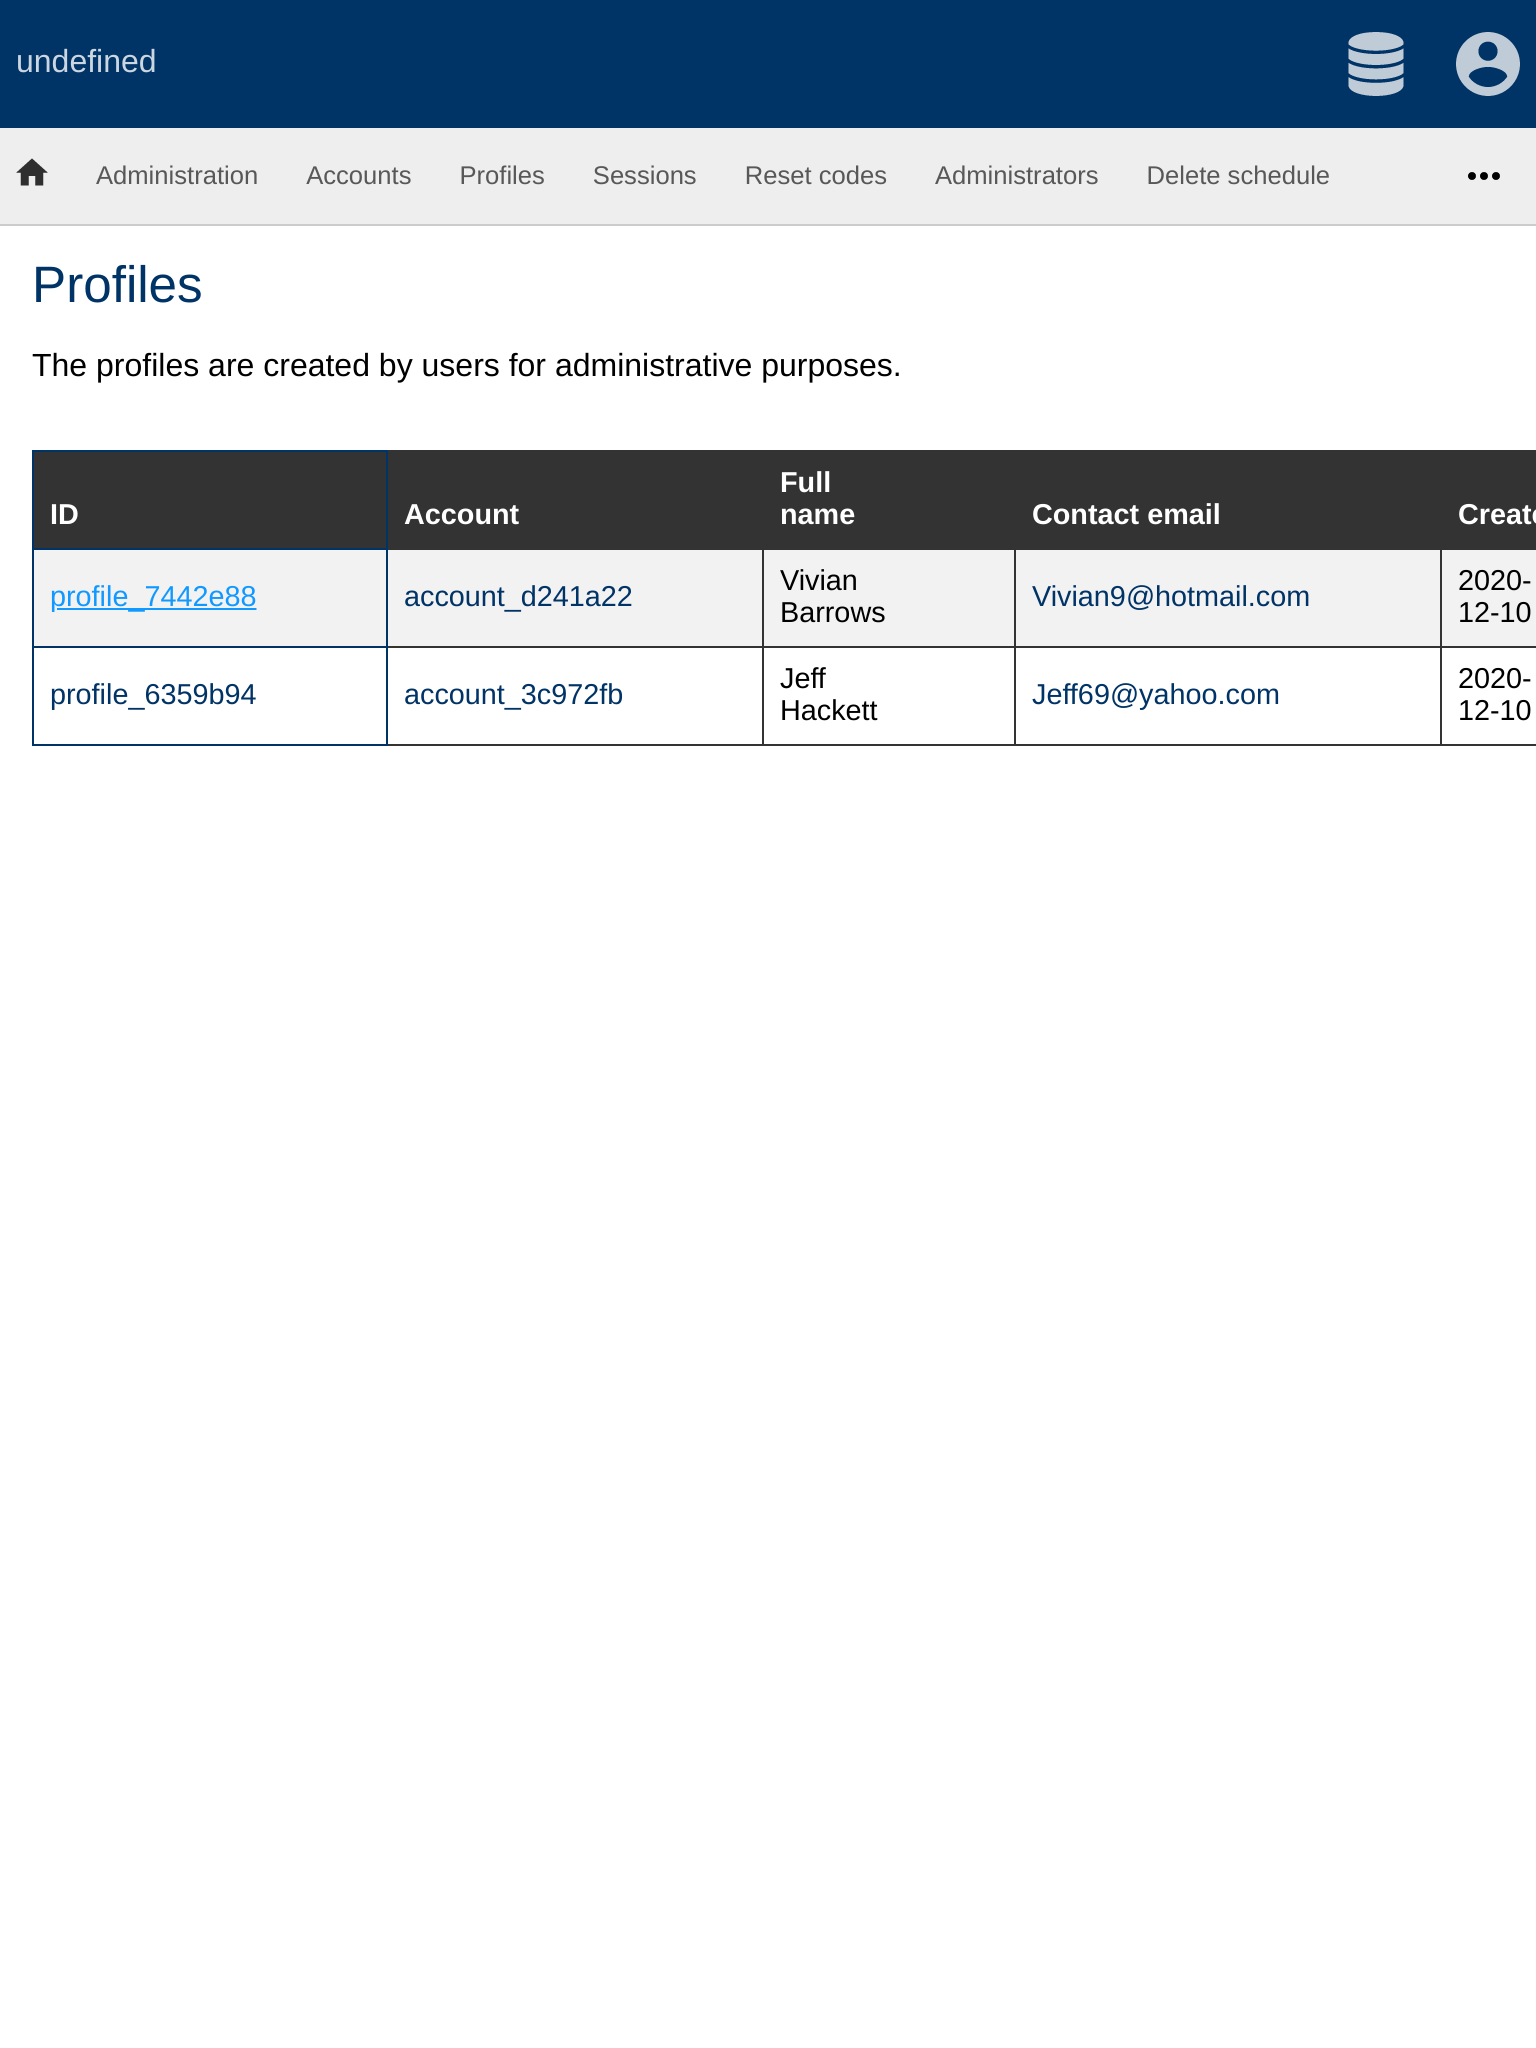 undefined
Administration Accounts Profiles Sessions Reset codes Administrators Delete schedule
Profiles
The profiles are created by users for administrative purposes.
ID Account Full name Contact email Create
profile_7442e88 account_d241a22 Vivian Barrows Vivian9@hotmail.com 2020-12-10
profile_6359b94 account_3c972fb Jeff Hackett Jeff69@yahoo.com 2020-12-10